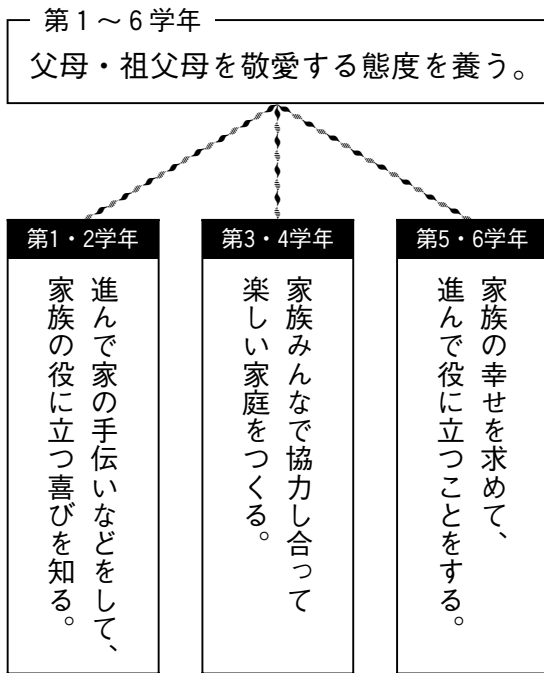 第1～6学年
父母・祖父母を敬愛する態度を養う。
第1・2学年
進んで家の手伝いなどをして、
家族の役に立つ喜びを知る。
第3・4学年
家族みんなで協力し合って
楽しい家庭をつくる。
第5・6学年
家族の幸せを求めて、
進んで役に立つことをする。